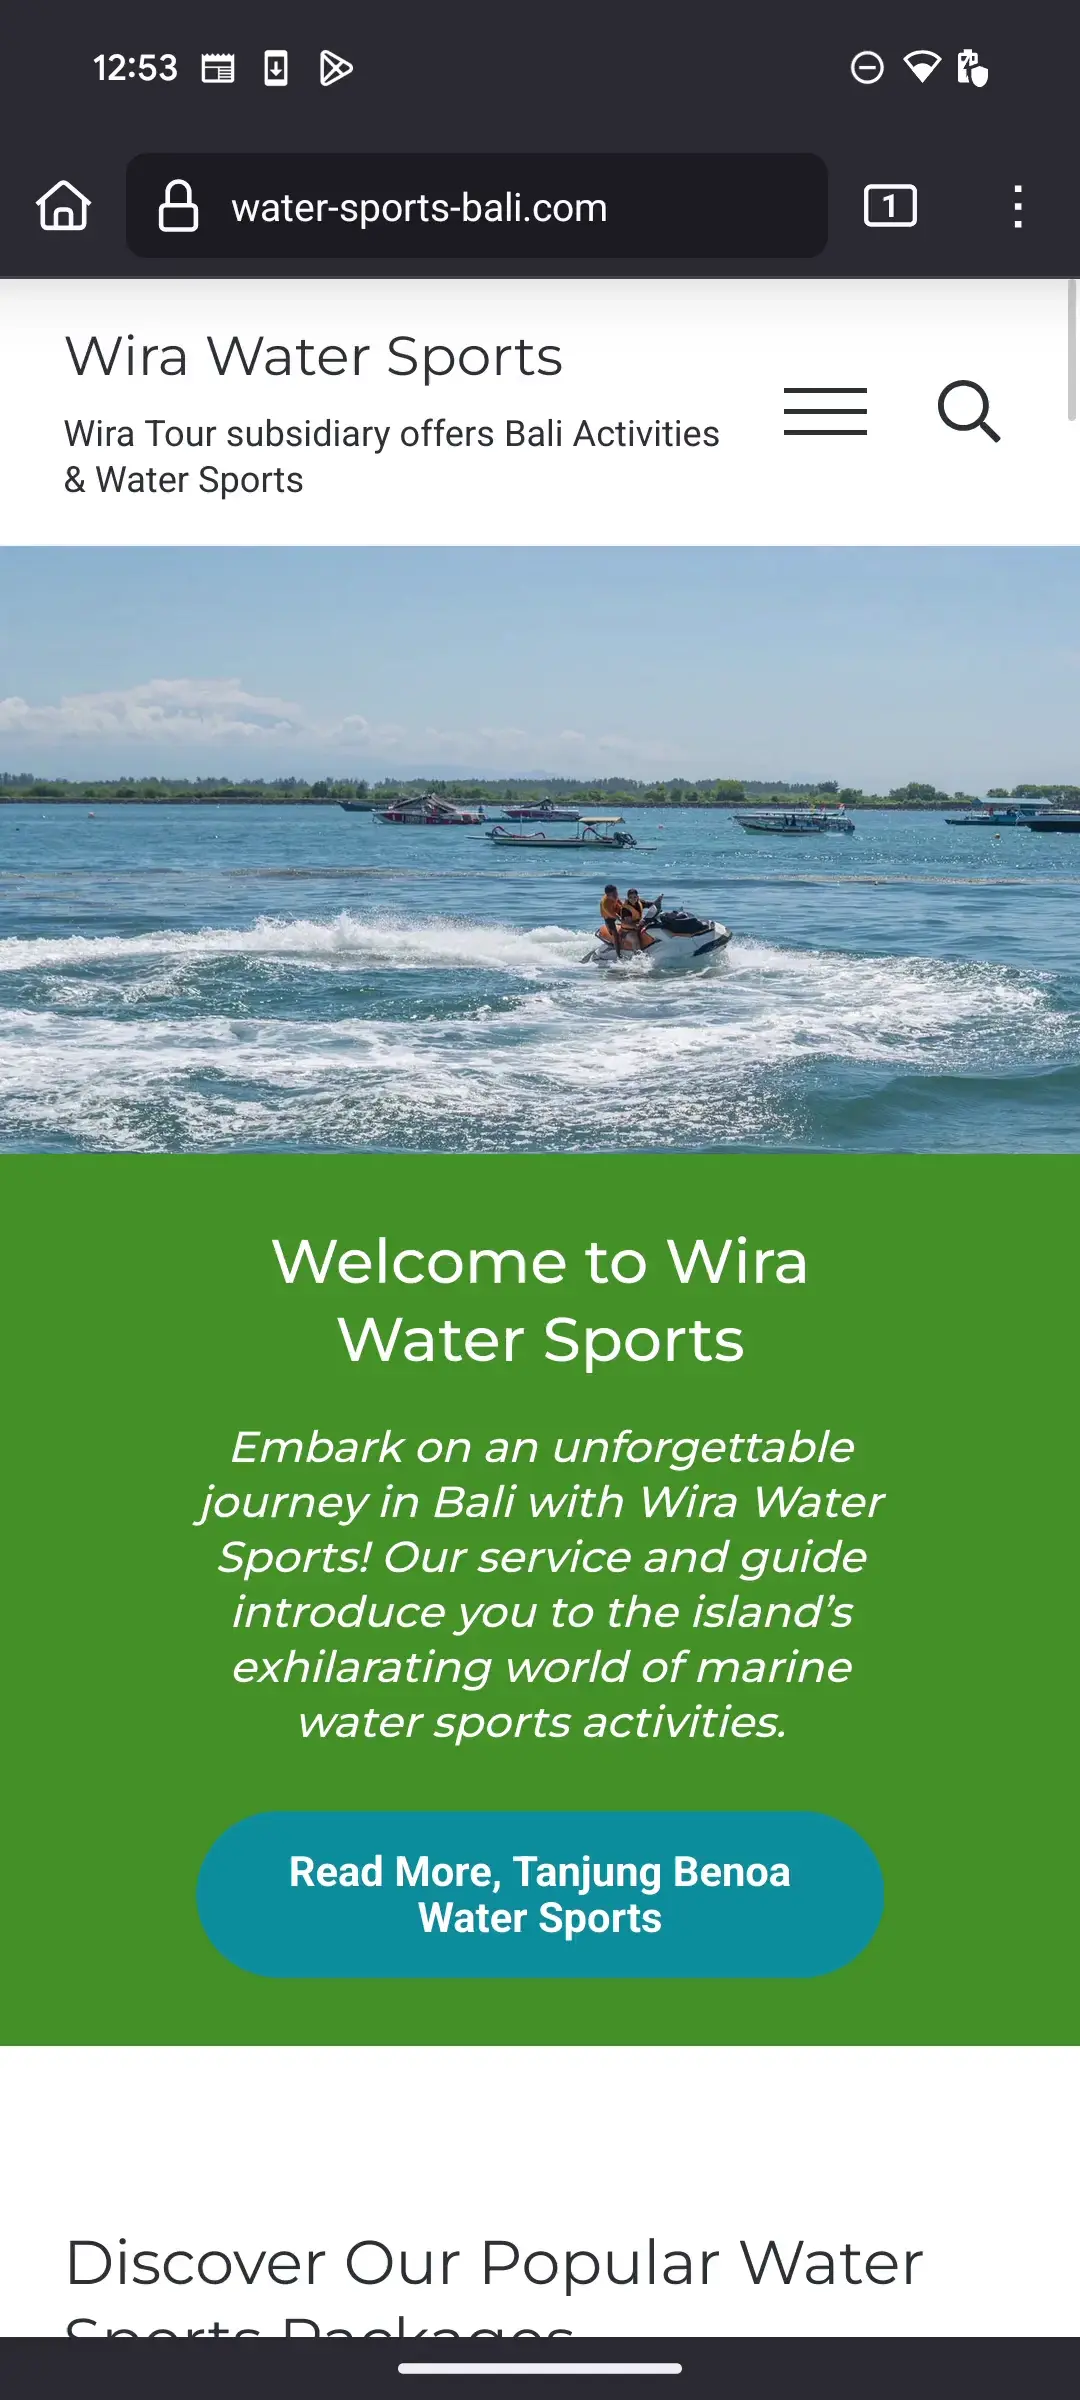 12:53
water-sports-bali.com
1
Wira Water Sports
Wira Tour subsidiary offers Bali Activities
& Water Sports
Welcome to Wira
Water Sports
Embark on an unforgettable
journey in Bali with Wira Water
Sports! Our service and guide
introduce you to the island’s
exhilarating world of marine
water sports activities.
Read More, Tanjung Benoa
Water Sports
Discover Our Popular Water
Sports Packages